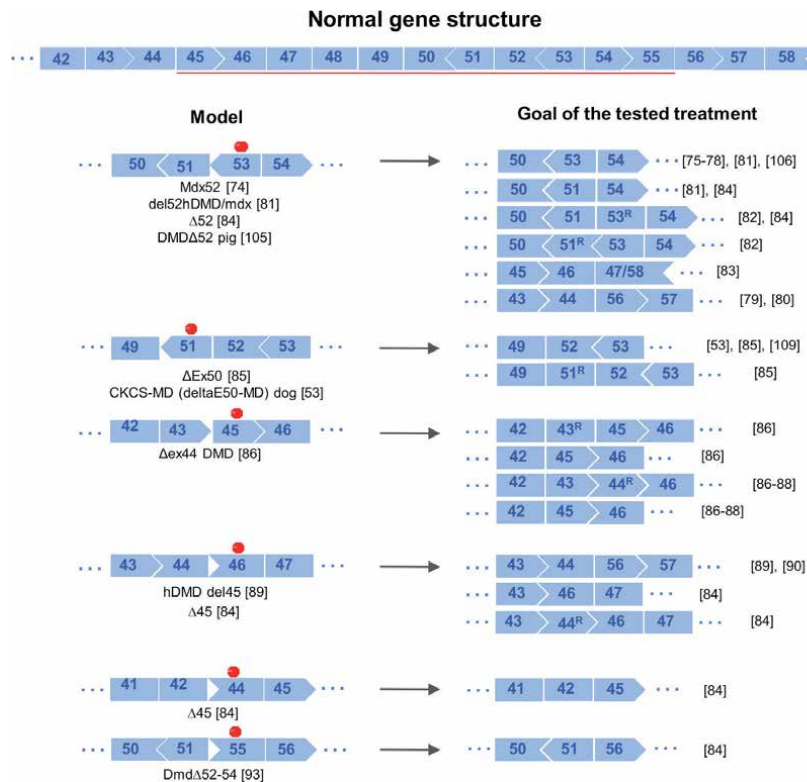 Normal gene structure
··· 42 43 44 45 46 47 48 49 50 51 52 53 54 55 56 57 58
Model Goal of the tested treatment
··· 50 51 53 54 ···
Mdx52 [74]
del52hDMD/mdx [81]
Δ52 [84]
DMDΔ52 pig [105]
··· 50 53 54 ··· [75-78], [81], [106]
··· 50 51 54 ··· [81], [84]
··· 50 51 53ᴿ 54 ··· [82], [84]
··· 50 51ᴿ 53 54 ··· [82]
··· 45 46 47/58 ··· [83]
··· 43 44 56 57 ··· [79], [80]
··· 49 51 52 53 ···
ΔEx50 [85]
CKCS-MD (deltaE50-MD) dog [53]
··· 49 52 53 ··· [53], [85], [109]
··· 49 51ᴿ 52 53 ··· [85]
··· 42 43 45 46 ···
Δex44 DMD [86]
··· 42 43ᴿ 45 46 ··· [86]
··· 42 45 46 ··· [86]
··· 42 43 44ᴿ 46 ··· [86-88]
··· 42 45 46 ··· [86-88]
··· 43 44 46 47 ···
hDMD del45 [89]
Δ45 [84]
··· 43 44 56 57 ··· [89], [90]
··· 43 46 47 ··· [84]
··· 43 44ᴿ 46 47 ··· [84]
··· 41 42 44 45 ···
Δ45 [84]
··· 41 42 45 ··· [84]
··· 50 51 55 56 ···
DmdΔ52-54 [93]
··· 50 51 56 ··· [84]